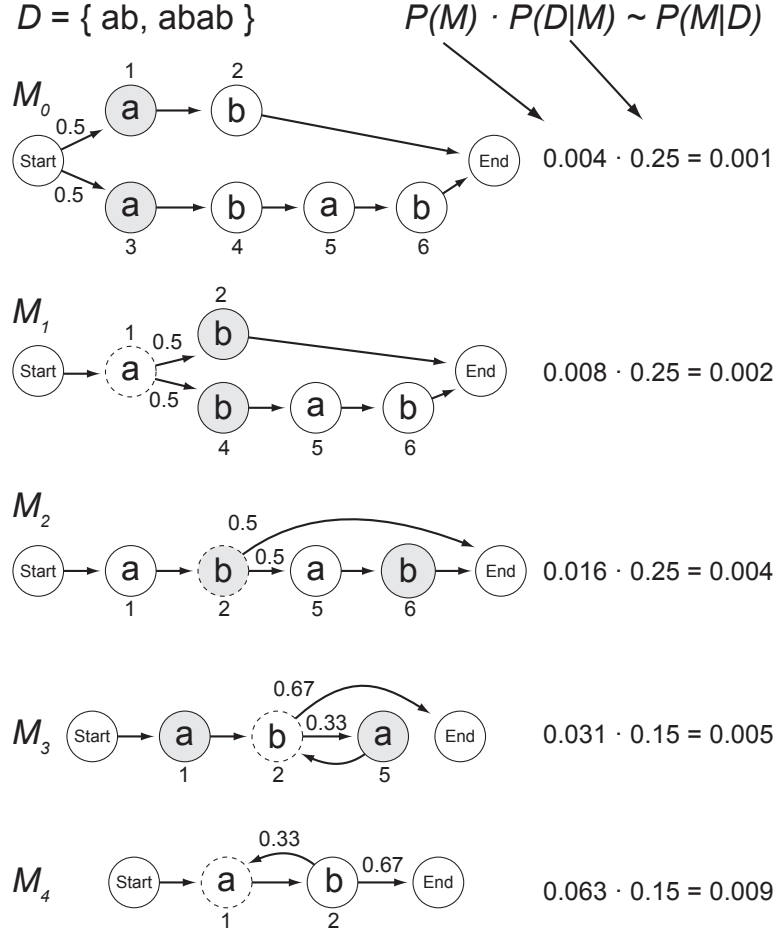 D = { ab, abab } P(M) · P(D|M) ~ P(M|D)
M₀
1 2
a b
0.5
Start End 0.004 · 0.25 = 0.001
0.5
a b a b
3 4 5 6
M₁
2
1 b
0.5
Start a End 0.008 · 0.25 = 0.002
0.5
b a b
4 5 6
M₂
0.5
Start a b 0.5 a b End 0.016 · 0.25 = 0.004
1 2 5 6
0.67
M₃ Start a b 0.33 a End 0.031 · 0.15 = 0.005
1 2 5
0.33 0.67
M₄ Start a b End 0.063 · 0.15 = 0.009
1 2